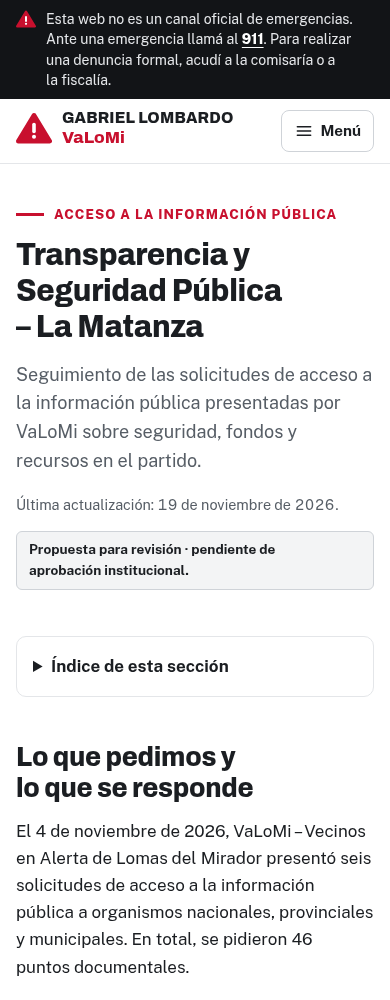 Esta web no es un canal oficial de emergencias.
Ante una emergencia llamá al 911. Para realizar
una denuncia formal, acudí a la comisaría o a
la fiscalía.
GABRIEL LOMBARDO
VaLoMi
Menú
ACCESO A LA INFORMACIÓN PÚBLICA
Transparencia y
Seguridad Pública
– La Matanza
Seguimiento de las solicitudes de acceso a
la información pública presentadas por
VaLoMi sobre seguridad, fondos y
recursos en el partido.
Última actualización: 19 de noviembre de 2026.
Propuesta para revisión · pendiente de
aprobación institucional.
Índice de esta sección
Lo que pedimos y
lo que se responde
El 4 de noviembre de 2026, VaLoMi – Vecinos
en Alerta de Lomas del Mirador presentó seis
solicitudes de acceso a la información
pública a organismos nacionales, provinciales
y municipales. En total, se pidieron 46
puntos documentales.